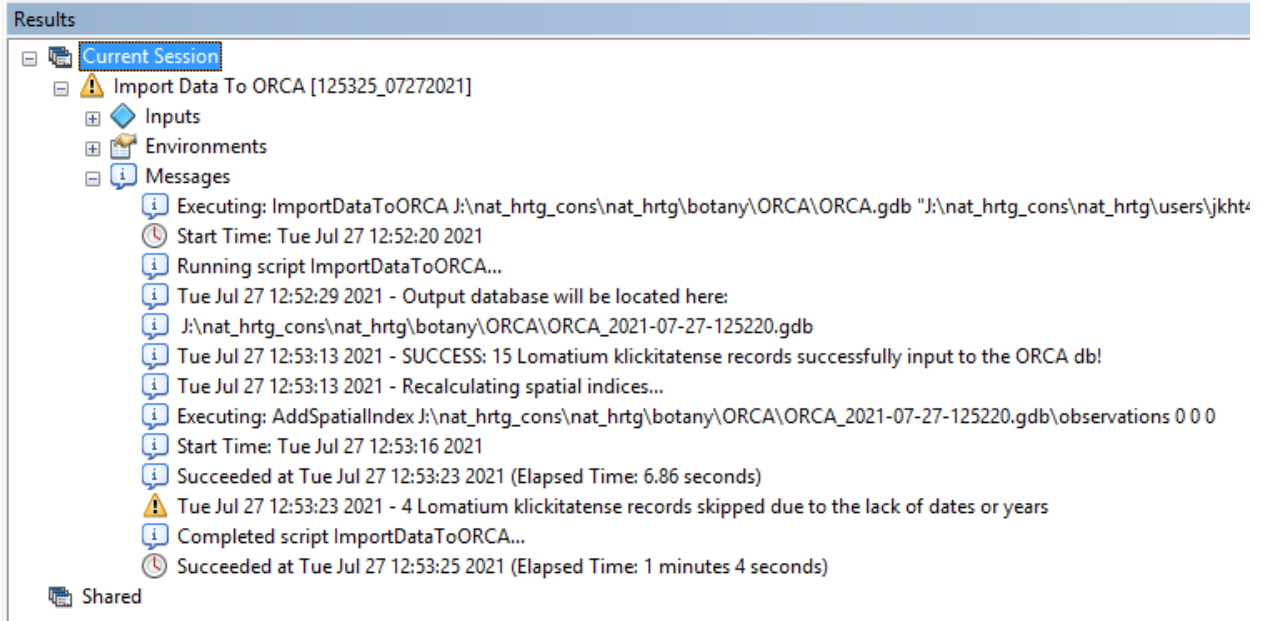 Results
Current Session
Import Data To ORCA [125325_07272021]
Inputs
Environments
Messages
Executing: ImportDataToORCA J:\nat_hrtg_cons\nat_hrtg\botany\ORCA\ORCA.gdb "J:\nat_hrtg_cons\nat_hrtg\users\jkht4
Start Time: Tue Jul 27 12:52:20 2021
Running script ImportDataToORCA...
Tue Jul 27 12:52:29 2021 - Output database will be located here:
J:\nat_hrtg_cons\nat_hrtg\botany\ORCA\ORCA_2021-07-27-125220.gdb
Tue Jul 27 12:53:13 2021 - SUCCESS: 15 Lomatium klickitatense records successfully input to the ORCA db!
Tue Jul 27 12:53:13 2021 - Recalculating spatial indices...
Executing: AddSpatialIndex J:\nat_hrtg_cons\nat_hrtg\botany\ORCA\ORCA_2021-07-27-125220.gdb\observations 0 0 0
Start Time: Tue Jul 27 12:53:16 2021
Succeeded at Tue Jul 27 12:53:23 2021 (Elapsed Time: 6.86 seconds)
Tue Jul 27 12:53:23 2021 - 4 Lomatium klickitatense records skipped due to the lack of dates or years
Completed script ImportDataToORCA...
Succeeded at Tue Jul 27 12:53:25 2021 (Elapsed Time: 1 minutes 4 seconds)
Shared